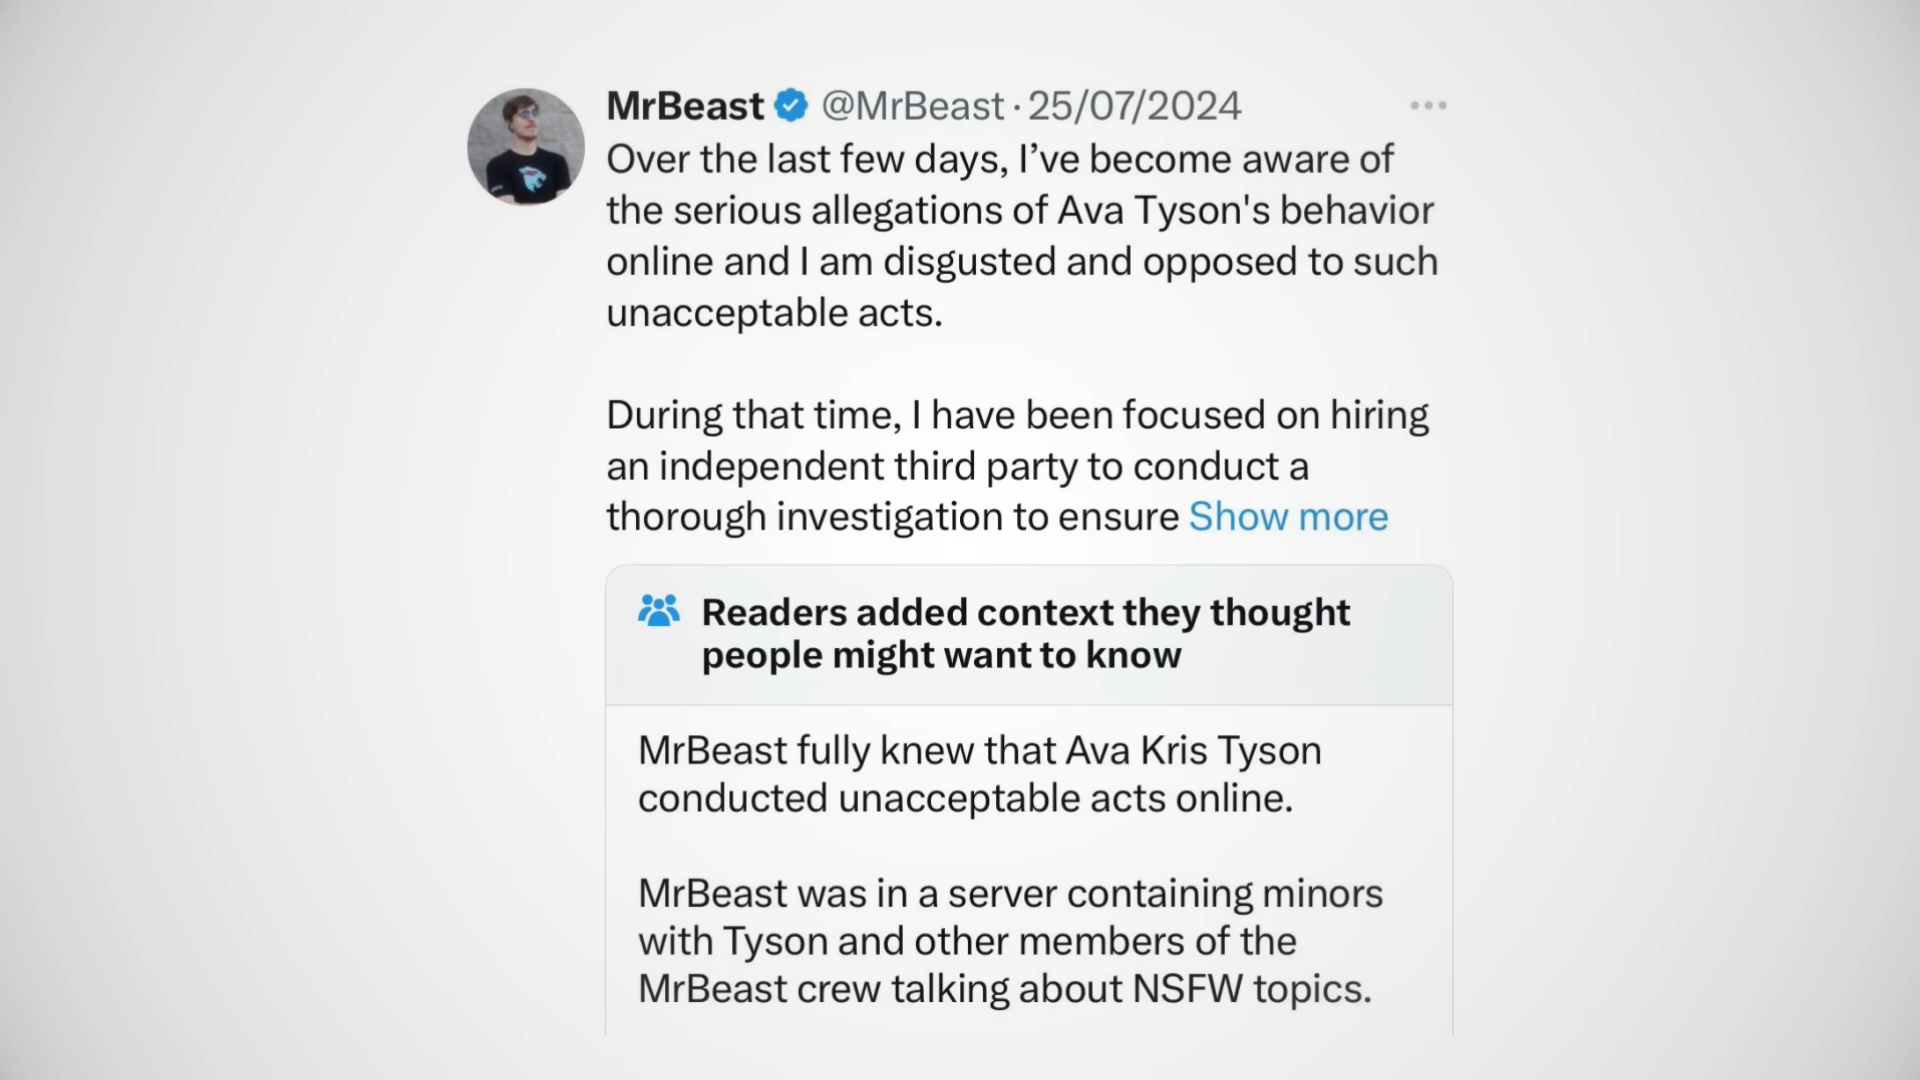 MrBeast @MrBeast · 25/07/2024
Over the last few days, I’ve become aware of
the serious allegations of Ava Tyson's behavior
online and I am disgusted and opposed to such
unacceptable acts.
During that time, I have been focused on hiring
an independent third party to conduct a
thorough investigation to ensure Show more
Readers added context they thought
people might want to know
MrBeast fully knew that Ava Kris Tyson
conducted unacceptable acts online.
MrBeast was in a server containing minors
with Tyson and other members of the
MrBeast crew talking about NSFW topics.